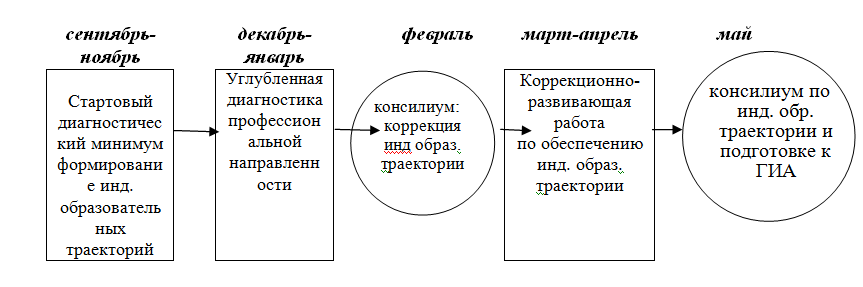 сентябрь-
ноябрь
Стартовый
диагностичес
кий минимум
формировани
е инд.
образователь
ных
траекторий
декабрь-
январь
Углубленная
диагностика
профессион
альной
направленн
ости
февраль
консилиум:
коррекция
инд образ.
траектории
март-апрель
Коррекционно-
развивающая
работа
по обеспечению
инд. образ.
траектории
май
консилиум по
инд. обр.
траектории и
подготовке к
ГИА